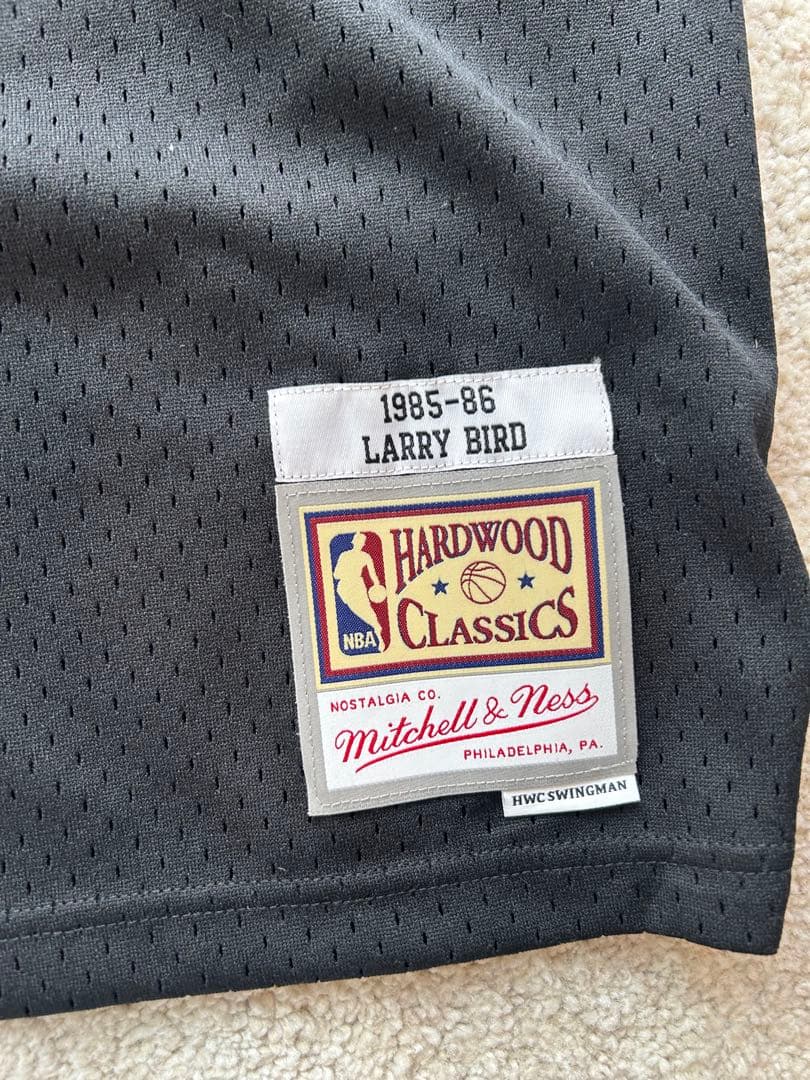 1985-86
LARRY BIRD
HARDWOOD
CLASSICS
NBA
NOSTALGIA CO.
Mitchell & Ness
PHILADELPHIA, PA.
HWC SWINGMAN